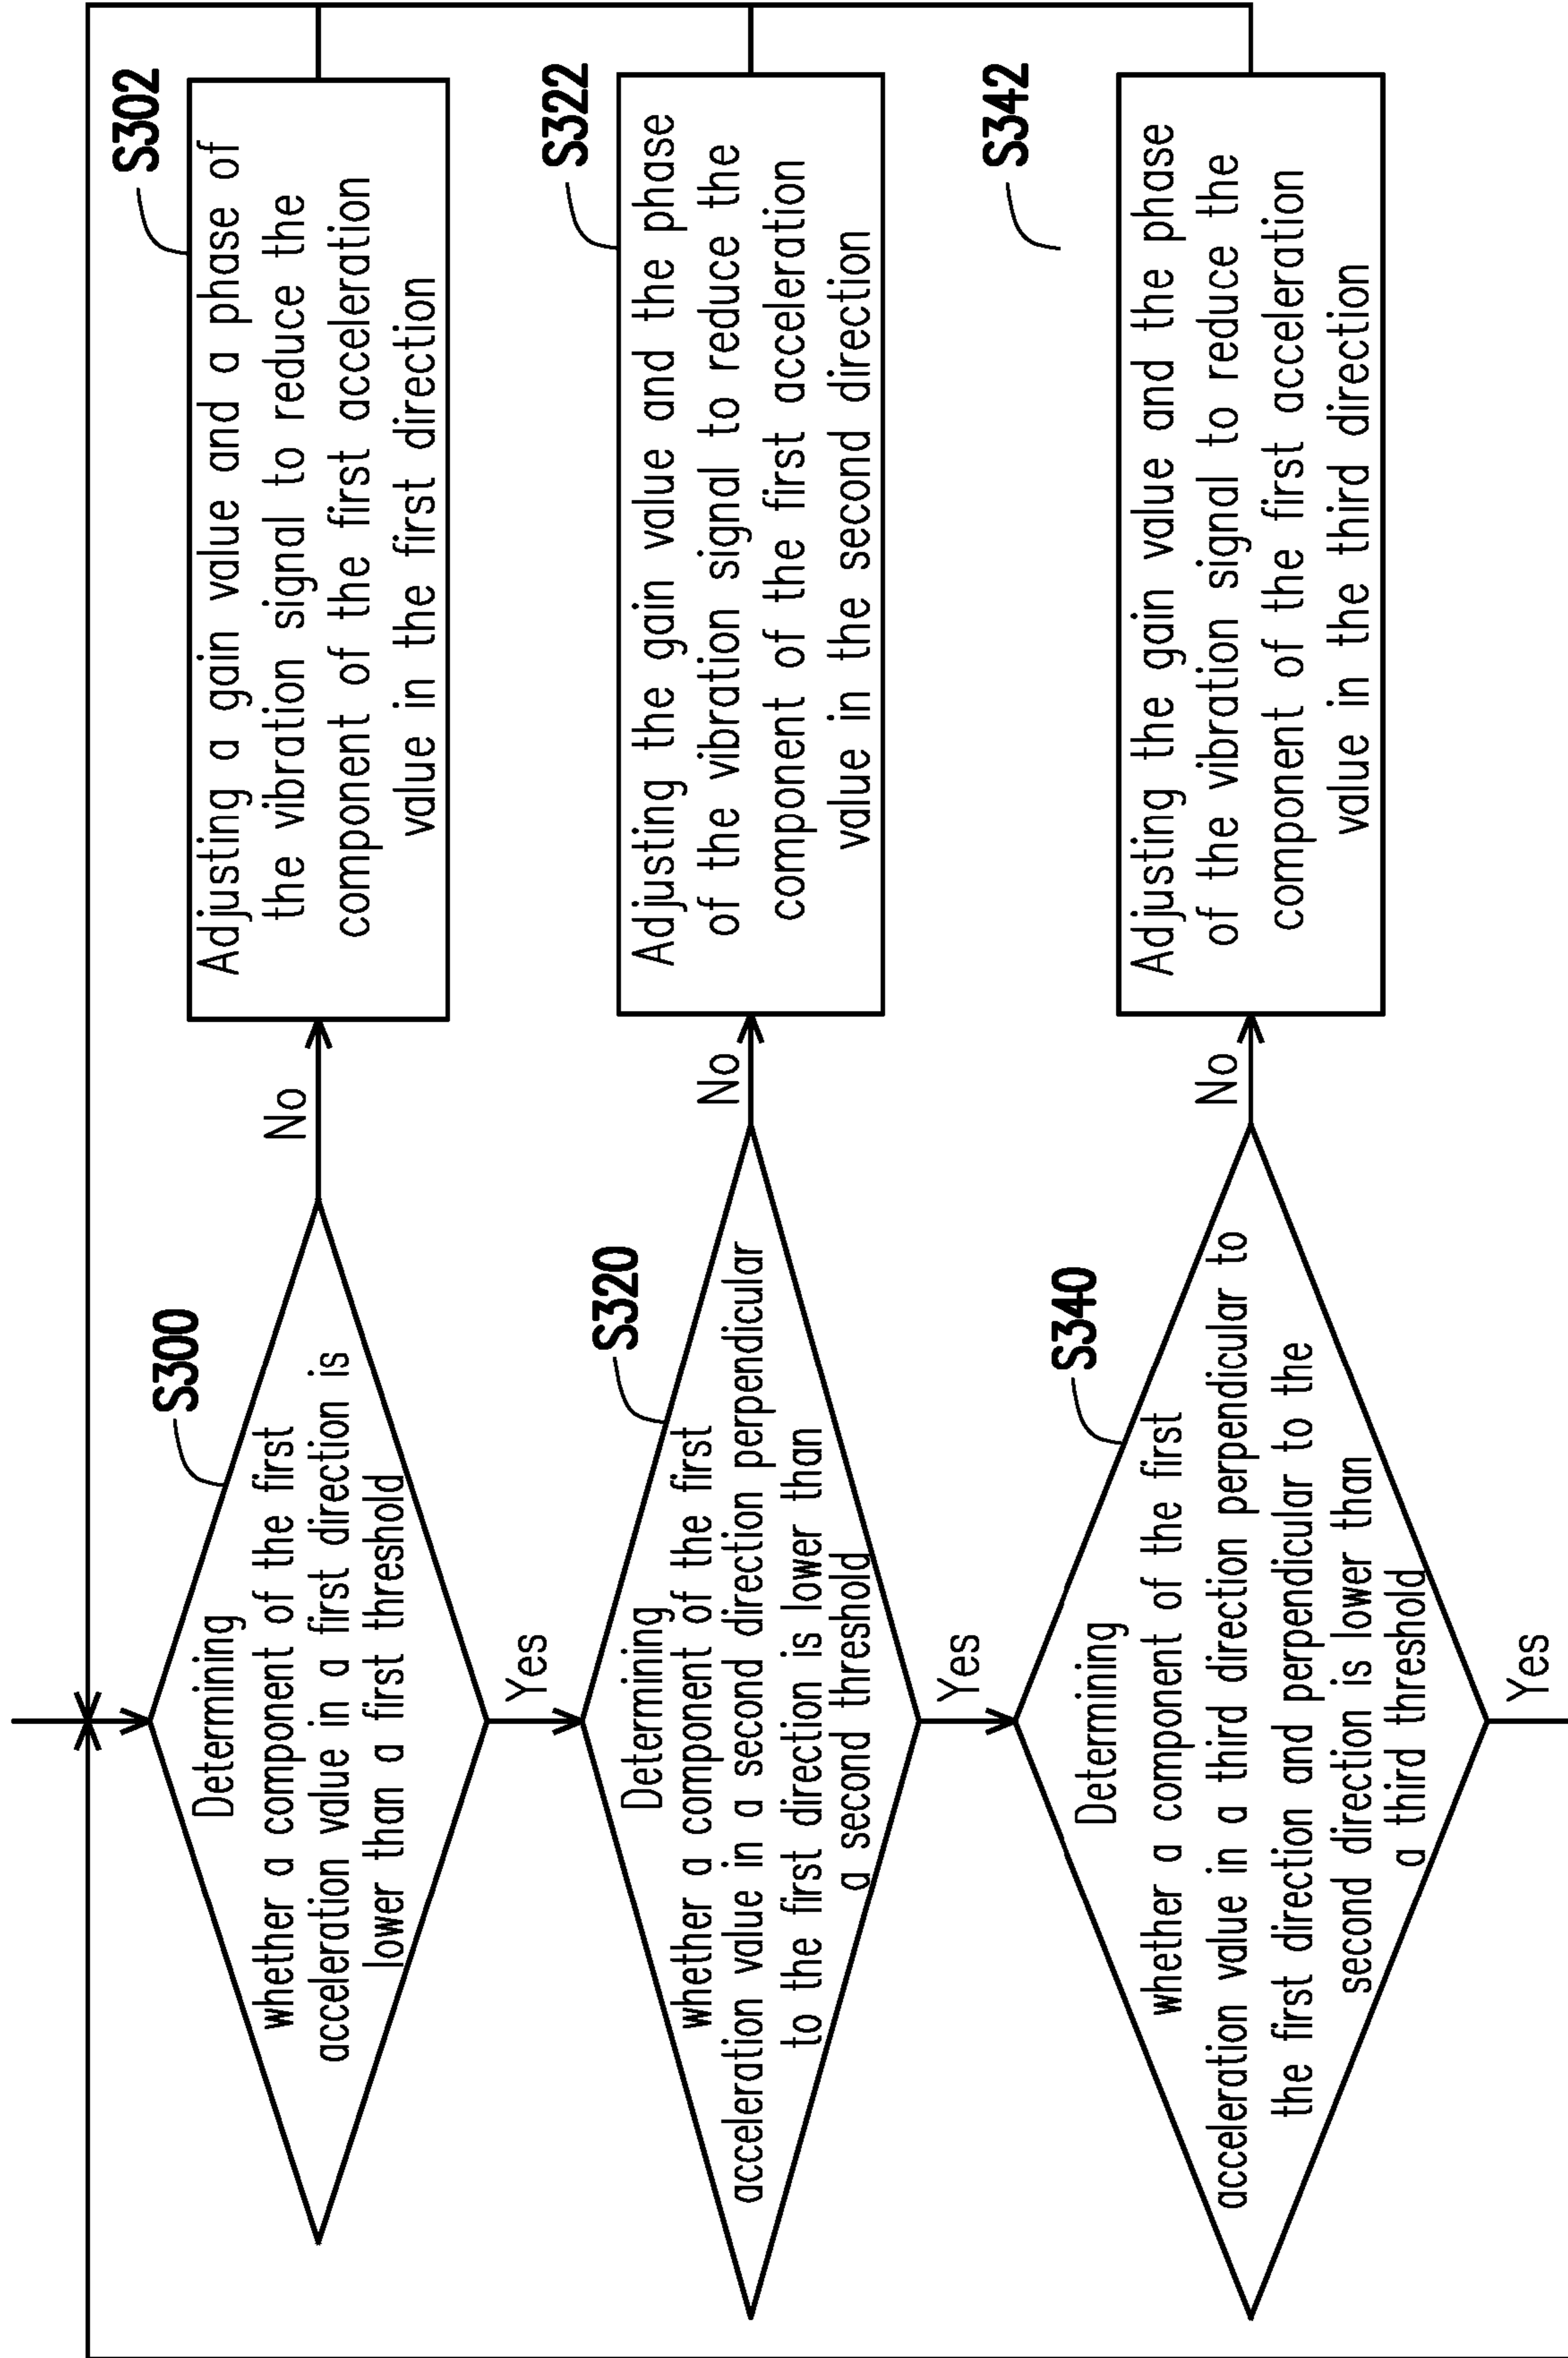 S300
Determining
whether a component of the first
acceleration value in a first direction is
lower than a first threshold
No
S302
Adjusting a gain value and a phase of
the vibration signal to reduce the
component of the first acceleration
value in the first direction
Yes
S320
Determining
whether a component of the first
acceleration value in a second direction perpendicular
to the first direction is lower than
a second threshold
No
S322
Adjusting the gain value and the phase
of the vibration signal to reduce the
component of the first acceleration
value in the second direction
Yes
S340
Determining
whether a component of the first
acceleration value in a third direction perpendicular to
the first direction and perpendicular to the
second direction is lower than
a third threshold
No
S342
Adjusting the gain value and the phase
of the vibration signal to reduce the
component of the first acceleration
value in the third direction
Yes